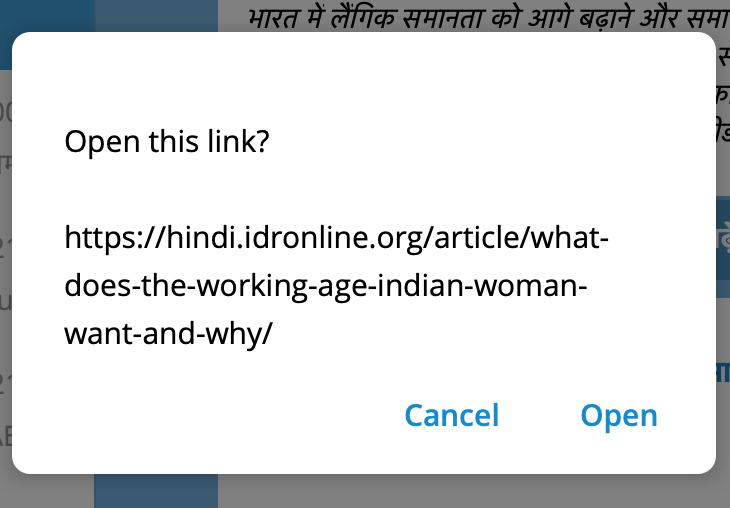 भारत में लैंगिक समानता को आगे बढ़ाने और समा
Open this link?
https://hindi.idronline.org/article/what-
does-the-working-age-indian-woman-
want-and-why/
Cancel Open